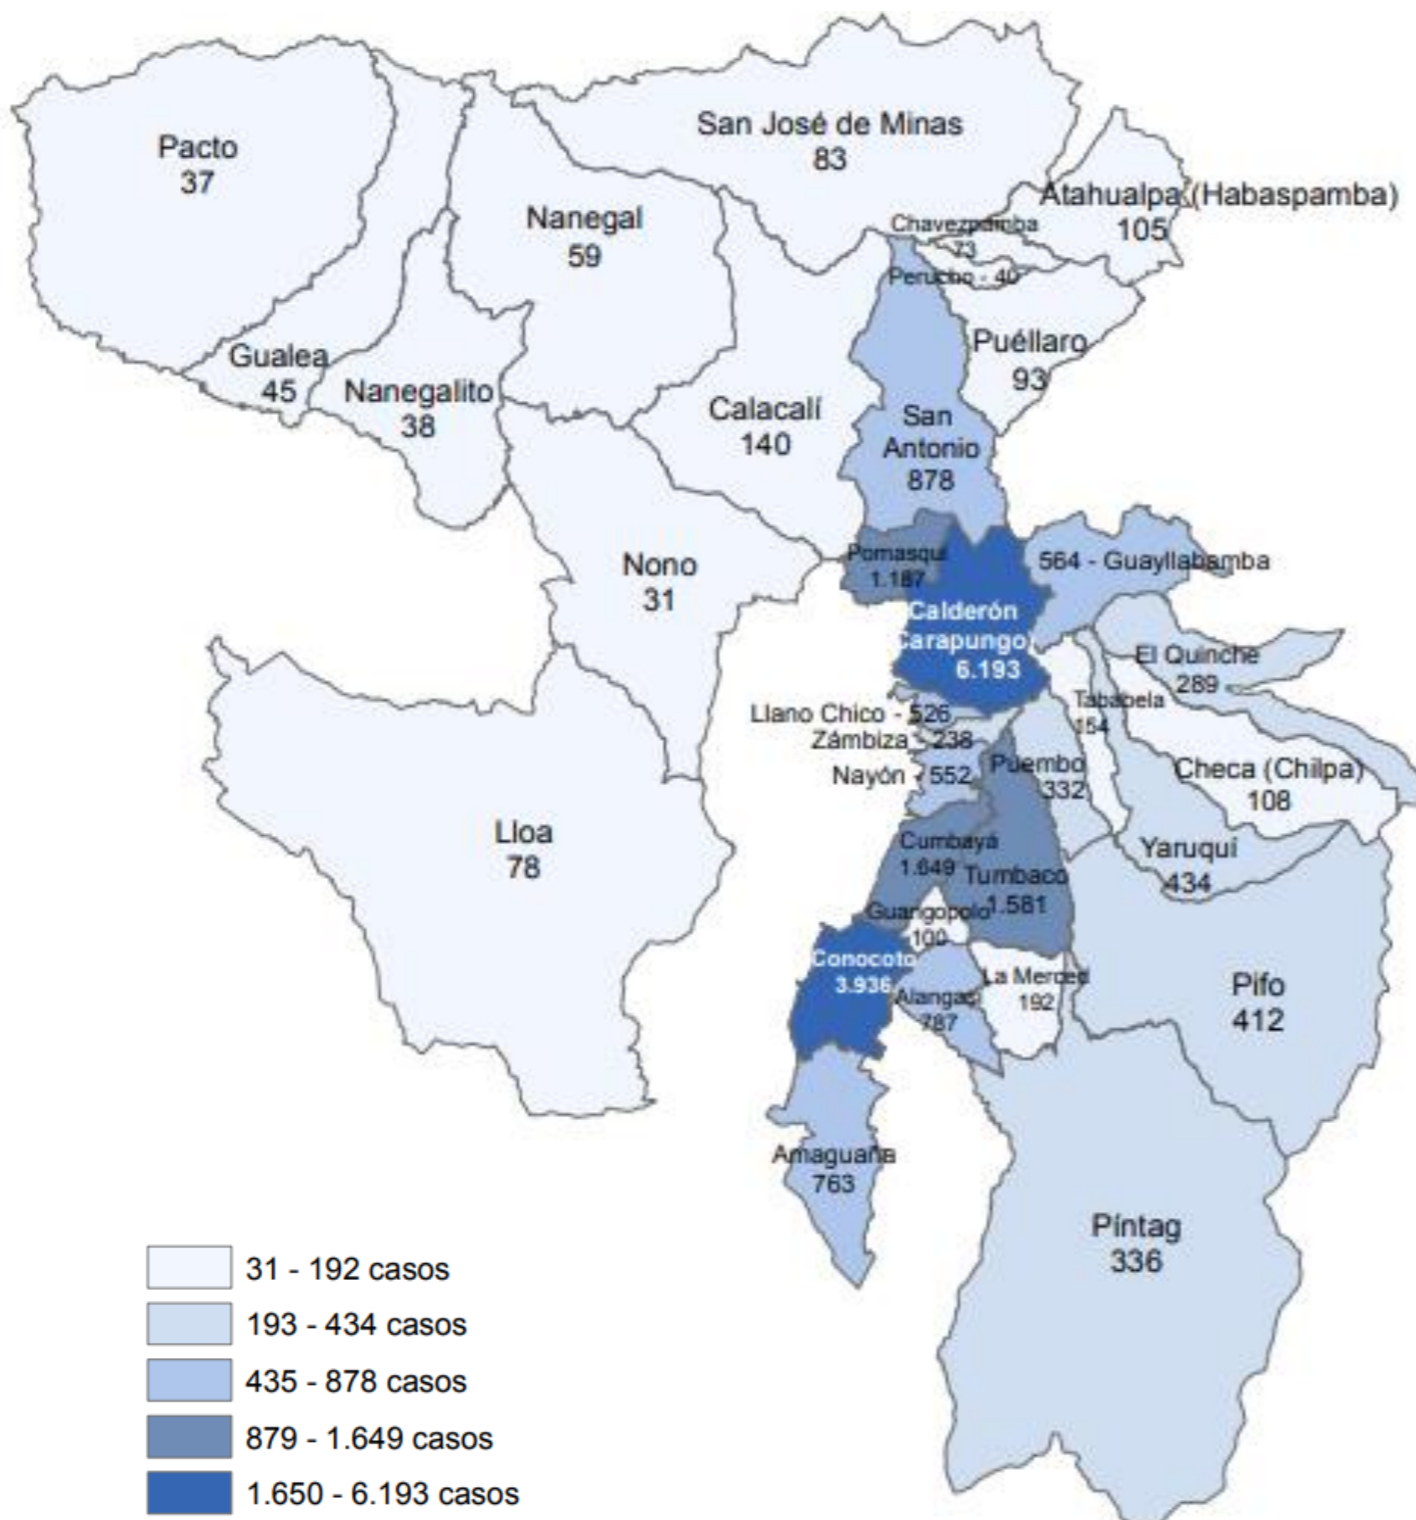 San José de Minas
83
Pacto
37
Atahualpa (Habaspamba)
105
Nanegal
59
Chavezpamba
73
Perucho - 40
Puéllaro
93
Gualea
45
Nanegalito
38
Calacalí
140
San
Antonio
878
Pomasqui
1.187
564 - Guayllabamba
Nono
31
Calderón
Carapungo)
6.193
El Quinche
289
Tababela
154
Llano Chico - 526
Zámbiza - 238
Nayón - 552
Puembo
332
Checa (Chilpa)
108
Lloa
78
Cumbayá
1.649
Tumbaco
1.581
Yaruquí
434
Guangopolo
100
Conocoto
3.936
Alangasí
787
La Merced
192
Pifo
412
Amaguaña
763
Píntag
336
31 - 192 casos
193 - 434 casos
435 - 878 casos
879 - 1.649 casos
1.650 - 6.193 casos